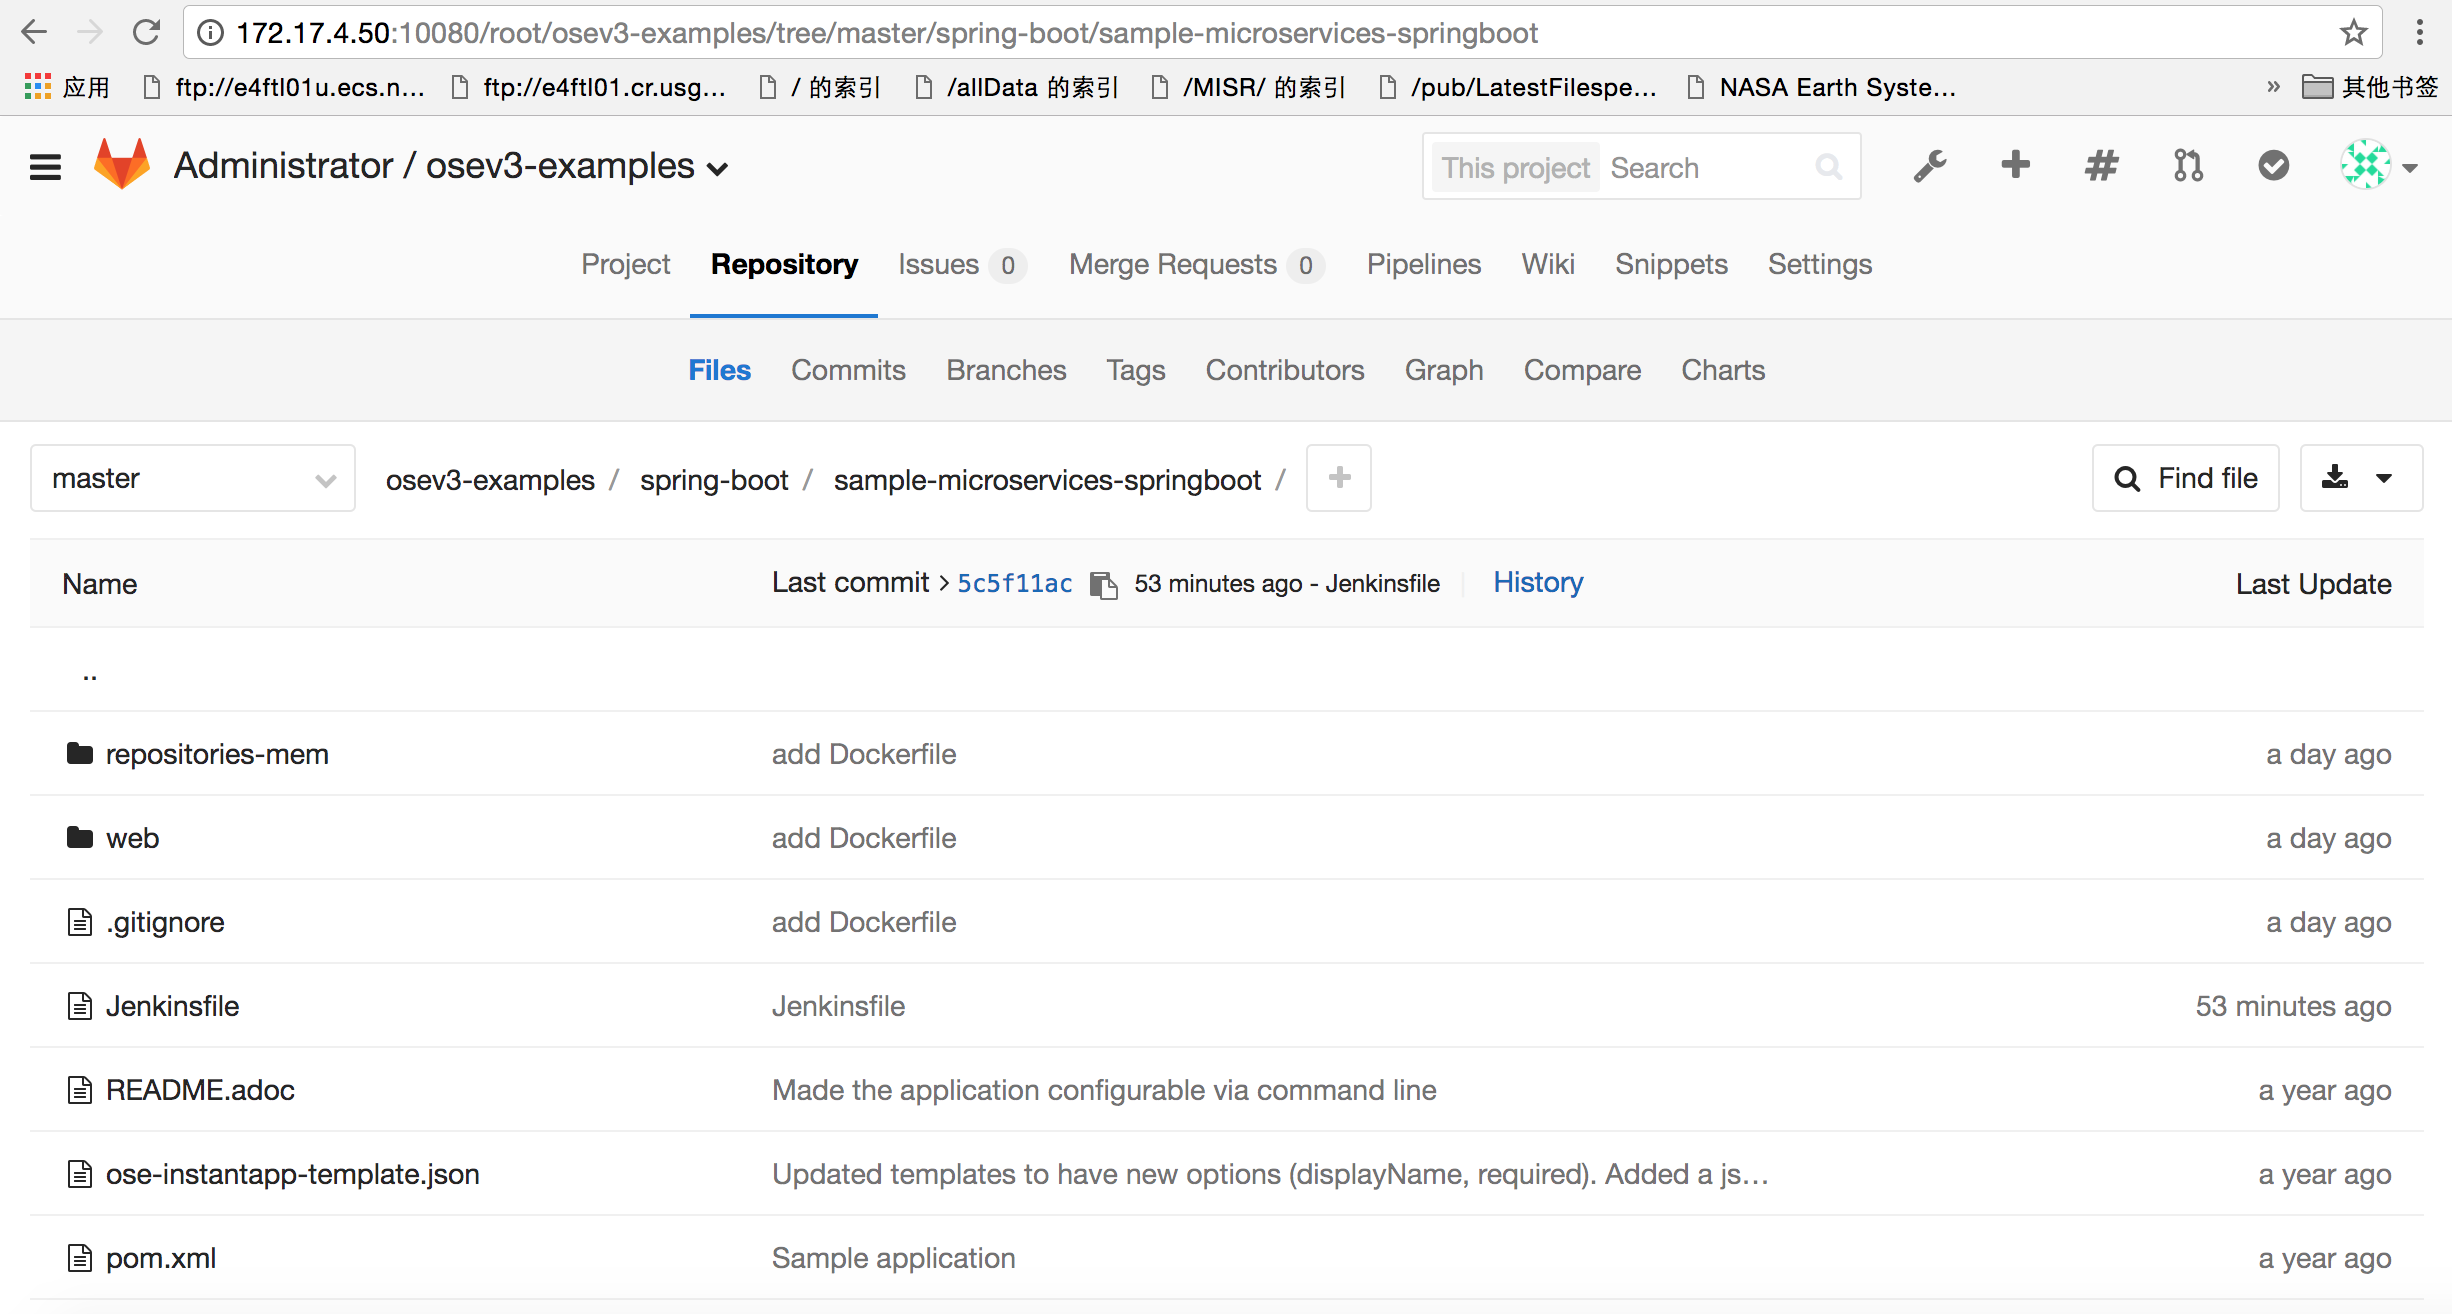 172.17.4.50:10080/root/osev3-examples/tree/master/spring-boot/sample-microservices-springboot
应用 ftp://e4ftl01u.ecs.n... ftp://e4ftl01.cr.usg... / 的索引 /allData 的索引 /MISR/ 的索引 /pub/LatestFilespe... NASA Earth Syste... » 其他书签
Administrator / osev3-examples This project Search
Project Repository Issues 0 Merge Requests 0 Pipelines Wiki Snippets Settings
Files Commits Branches Tags Contributors Graph Compare Charts
master osev3-examples / spring-boot / sample-microservices-springboot / + Find file
Name Last commit > 5c5f11ac 53 minutes ago - Jenkinsfile History Last Update
..
repositories-mem add Dockerfile a day ago
web add Dockerfile a day ago
.gitignore add Dockerfile a day ago
Jenkinsfile Jenkinsfile 53 minutes ago
README.adoc Made the application configurable via command line a year ago
ose-instantapp-template.json Updated templates to have new options (displayName, required). Added a js... a year ago
pom.xml Sample application a year ago